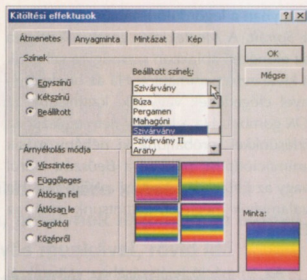 Kitöltési effektusok
Átmenetes
Anyagminta
Mintázat
Kép
Színek
Egyszínű
Kétszínű
Beállított
Beállított színek:
Szivárvány
Búza
Pergamen
Mahagóni
Szivárvány
Szivárvány II
Arany
OK
Mégse
Árnyékolás módja
Vízszintes
Függőleges
Átlósan fel
Átlósan le
Saroktól
Középről
Minta: